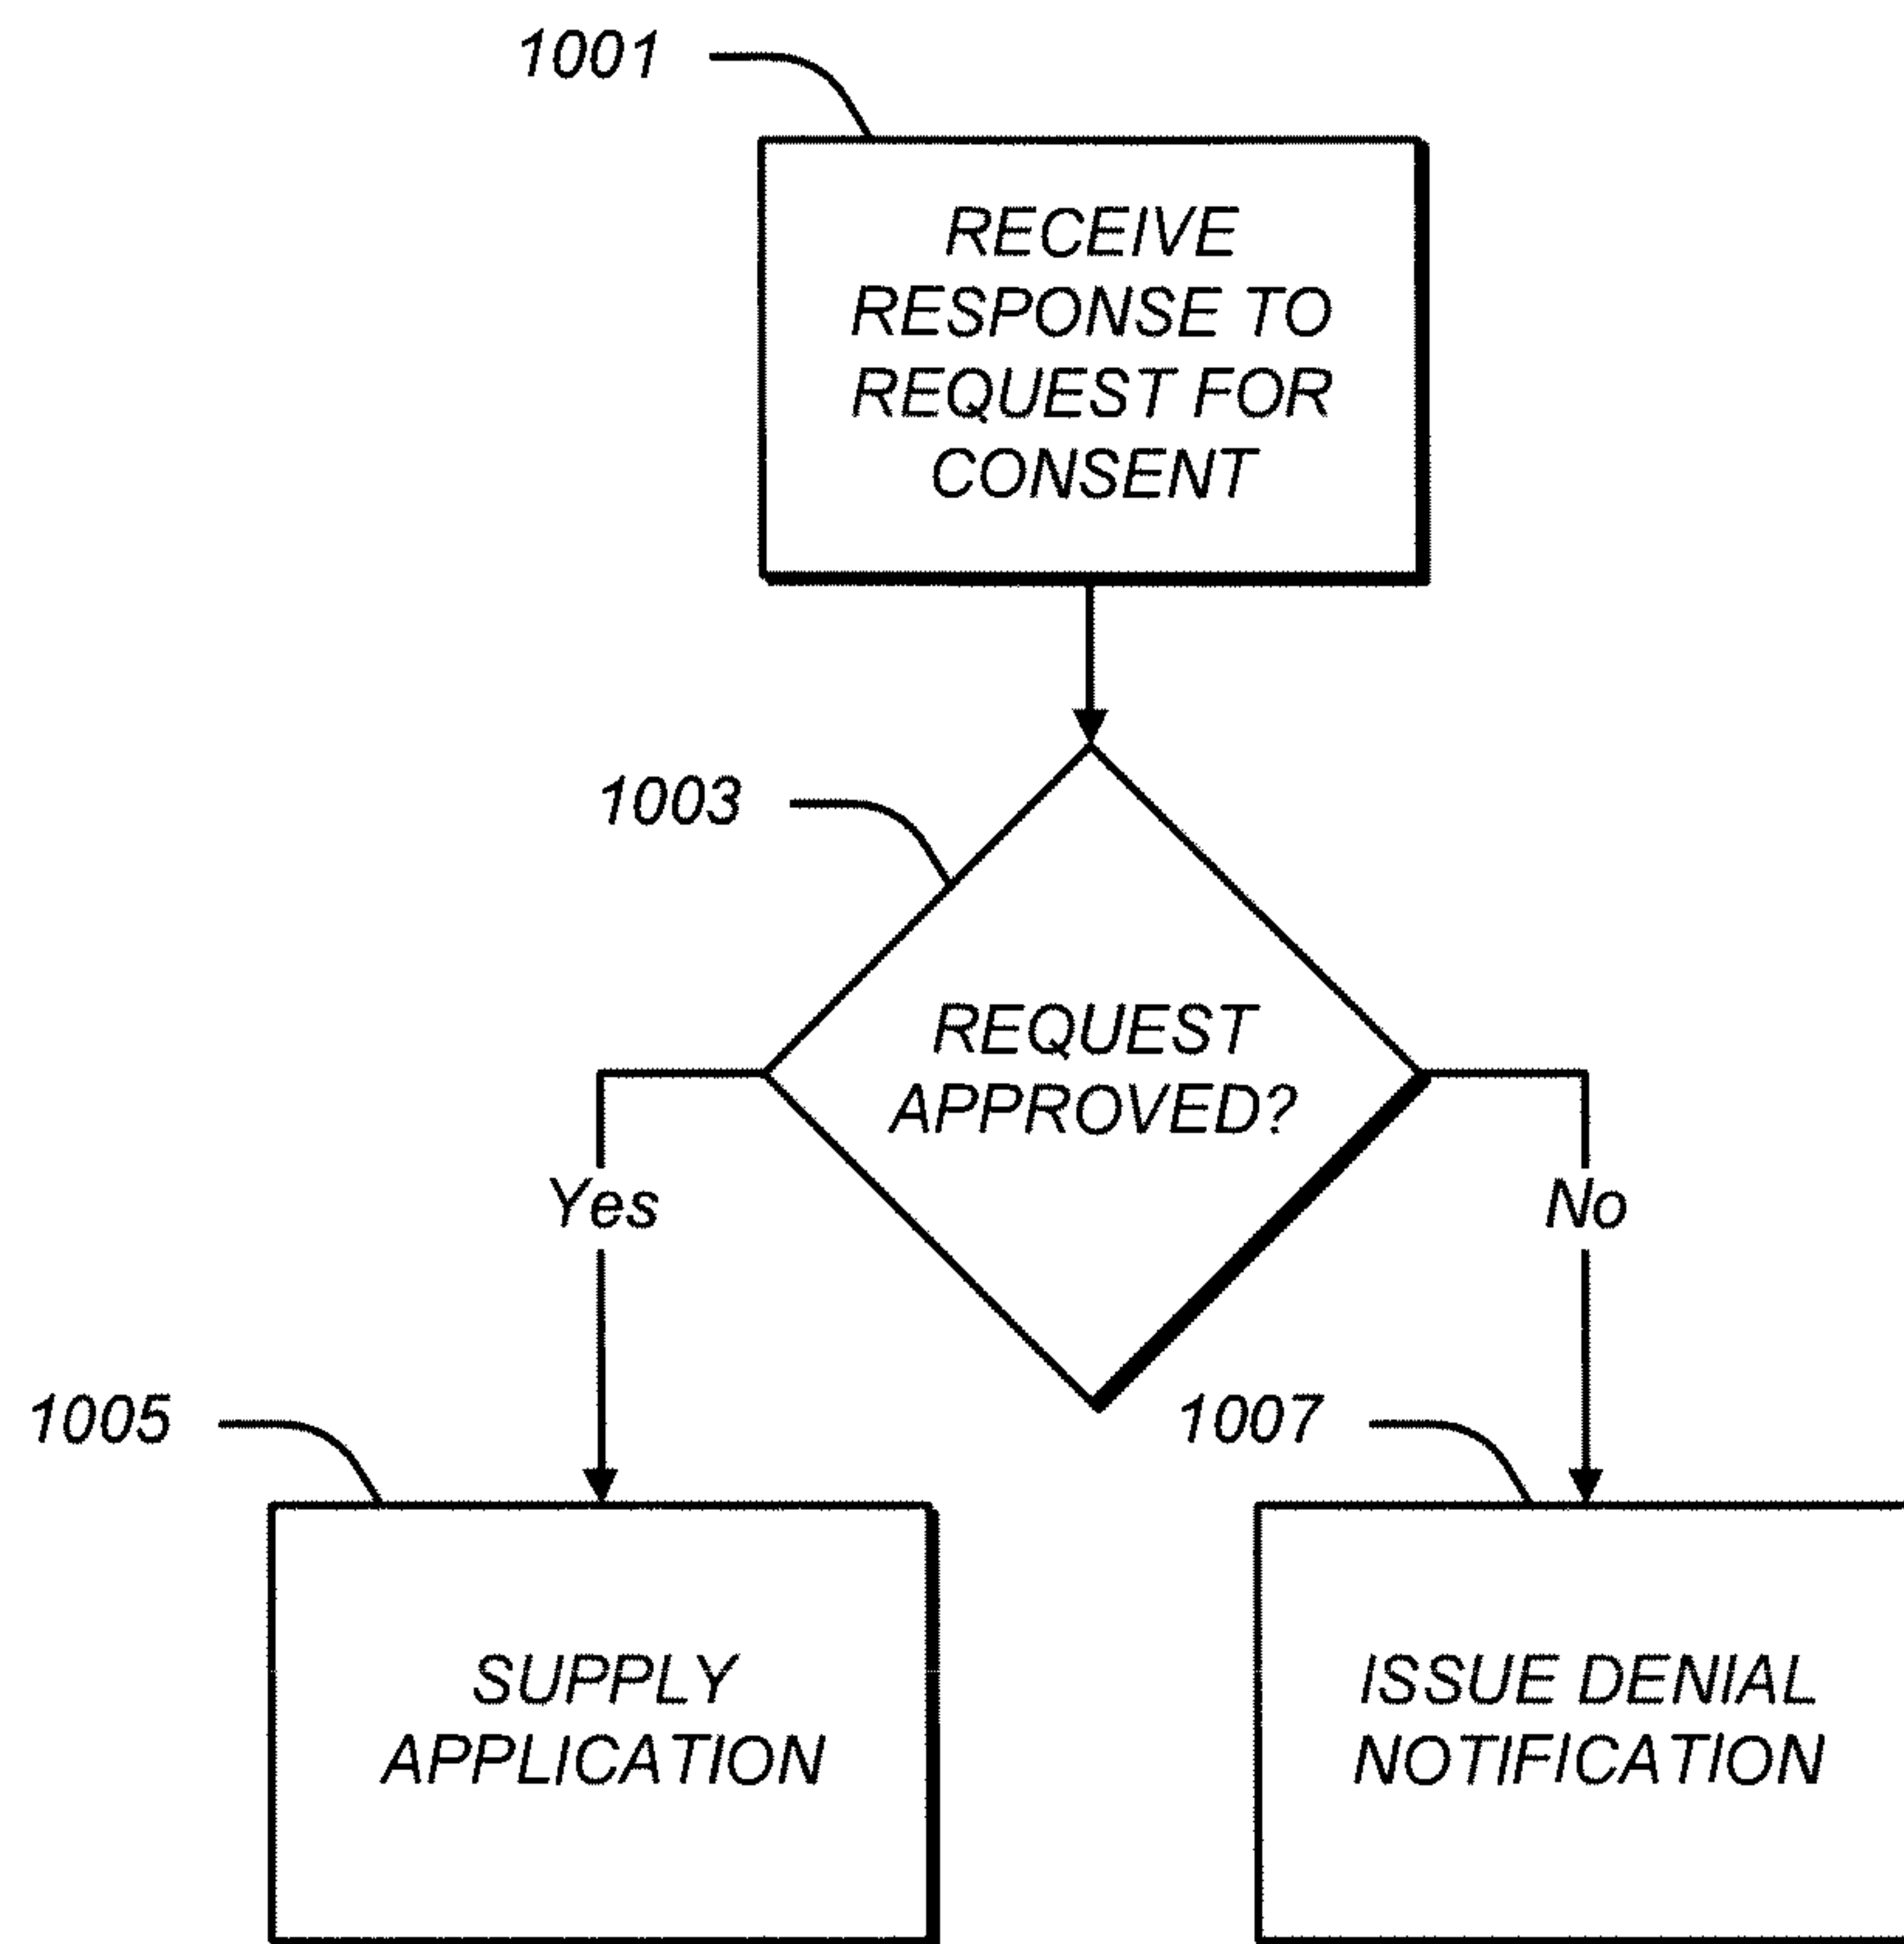 1001
RECEIVE
RESPONSE TO
REQUEST FOR
CONSENT
1003
REQUEST
APPROVED?
Yes
No
1005
1007
SUPPLY
APPLICATION
ISSUE DENIAL
NOTIFICATION